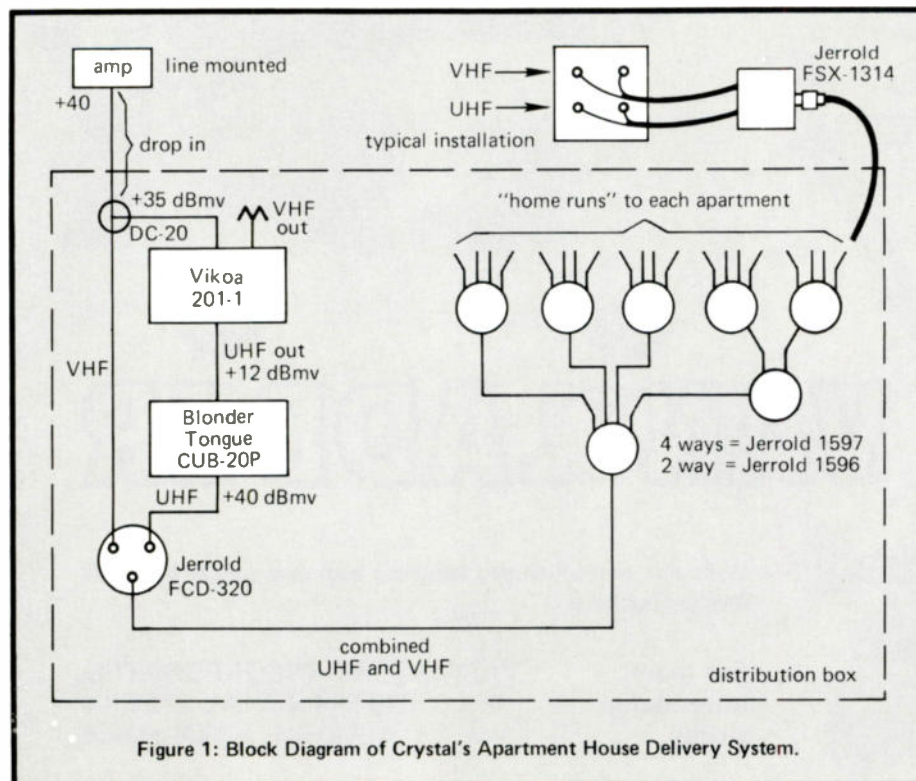 amp
line mounted
+40
drop in
+35 dBmv
DC-20
VHF
out
Vikoa
201-1
VHF
UHF out
+12 dBmv
Blonder
Tongue
CUB-20P
UHF
+40 dBmv
Jerrold
FCD-320
combined
UHF and VHF
VHF
UHF
typical installation
Jerrold
FSX-1314
"home runs" to each apartment
4 ways = Jerrold 1597
2 way = Jerrold 1596
distribution box
Figure 1: Block Diagram of Crystal's Apartment House Delivery System.